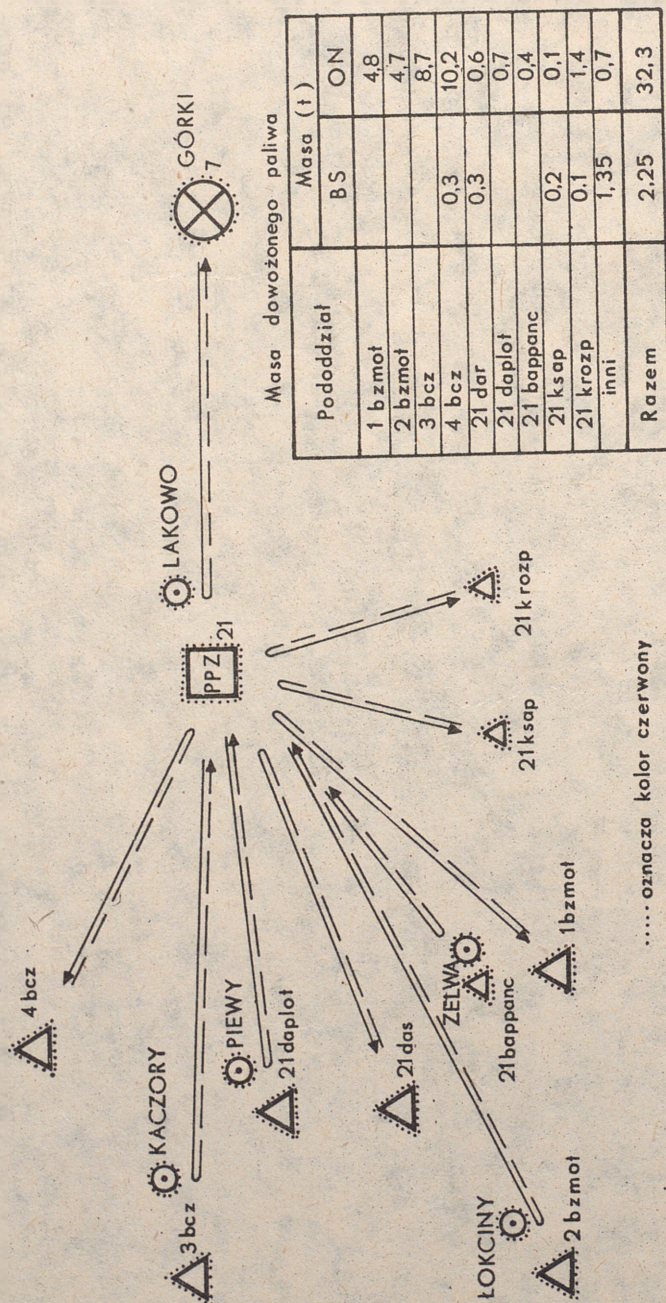 4 bcz
KACZORY
3 bcz
PIEWY
21 daplot
21 das
ŁOKCINY
2 bzmot
ŻELWA
21 bappanc
1 bzmot
PPZ
21
21 ksap
21 k rozp
LAKOWO
GÓRKI
7
Masa dowożonego paliwa
Pododdział Masa (t)
BS ON
1 bzmot 4,8
2 bzmot 4,7
3 bcz 8,7
4 bcz 0,3 10,2
21 dar 0,3 0,6
21 daplot 0,7
21 bappanc 0,4
21 ksap 0,2 0,1
21 krozp 0.1 1,4
inni 1,35 0,7
Razem 2,25 32,3
..... oznacza kolor czerwony